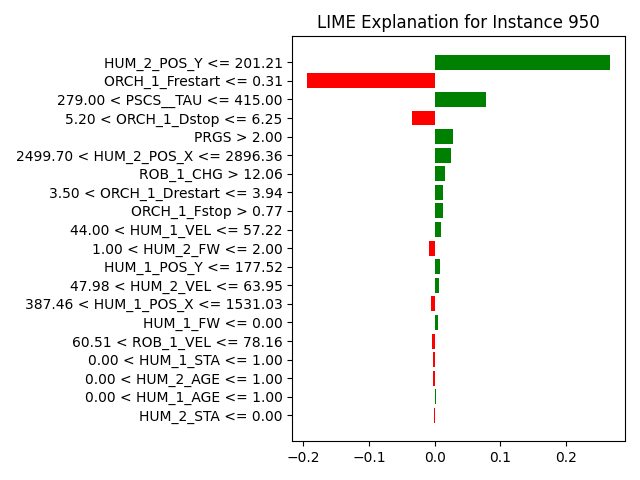 LIME Explanation for Instance 950
HUM_2_POS_Y <= 201.21
ORCH_1_Frestart <= 0.31
279.00 < PSCS__TAU <= 415.00
5.20 < ORCH_1_Dstop <= 6.25
PRGS > 2.00
2499.70 < HUM_2_POS_X <= 2896.36
ROB_1_CHG > 12.06
3.50 < ORCH_1_Drestart <= 3.94
ORCH_1_Fstop > 0.77
44.00 < HUM_1_VEL <= 57.22
1.00 < HUM_2_FW <= 2.00
HUM_1_POS_Y <= 177.52
47.98 < HUM_2_VEL <= 63.95
387.46 < HUM_1_POS_X <= 1531.03
HUM_1_FW <= 0.00
60.51 < ROB_1_VEL <= 78.16
0.00 < HUM_1_STA <= 1.00
0.00 < HUM_2_AGE <= 1.00
0.00 < HUM_1_AGE <= 1.00
HUM_2_STA <= 0.00
−0.2 −0.1 0.0 0.1 0.2